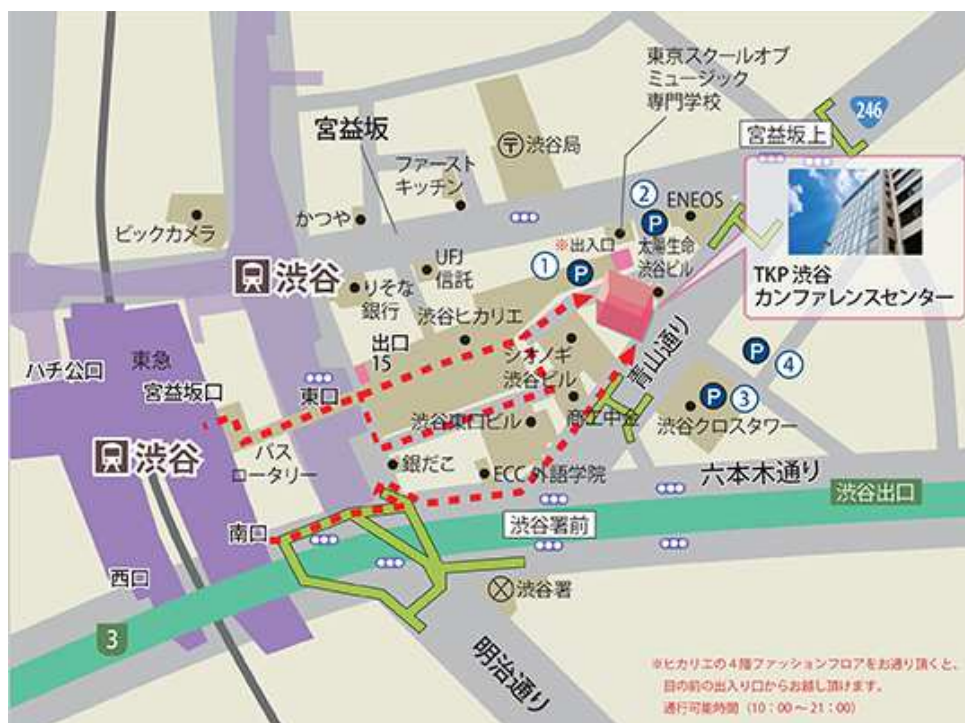 東京スクールオブ
ミュージック
専門学校
246
宮益坂
宮益坂上
〒渋谷局
ファースト
キッチン
②
ENEOS
かつや
P
ビックカメラ
※出入口
太陽生命
渋谷ビル
UFJ
信託
①
P
TKP 渋谷
カンファレンスセンター
渋谷
りそな
銀行
渋谷ヒカリエ
出口
15
青山通り
P
④
ハチ公口
東急
シオノギ
渋谷ビル
宮益坂口
東口
P
③
商工中金
渋谷東口ビル
渋谷クロスタワー
渋谷
バス
ロータリー
銀だこ
ECC 外語学院
六本木通り
渋谷出口
南口
渋谷署前
西口
渋谷署
3
明治通り
※ヒカリエの4階ファッションフロアをお通り頂くと、
目の前の出入り口からお越し頂けます。
通行可能時間(10:00~21:00)